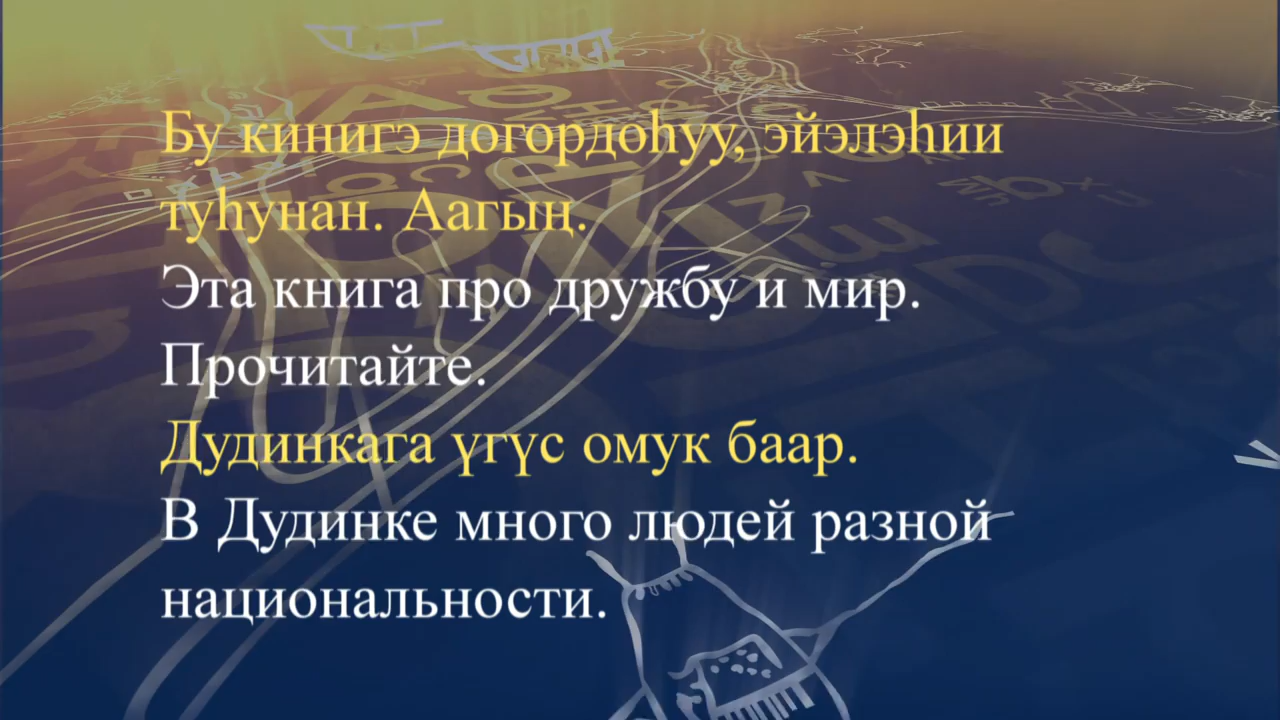 Бу кинигэ догордоһуу, эйэлэһии
туһунан. Аагыӊ.
Эта книга про дружбу и мир.
Прочитайте.
Дудинкага үгүс омук баар.
В Дудинке много людей разной
национальности.